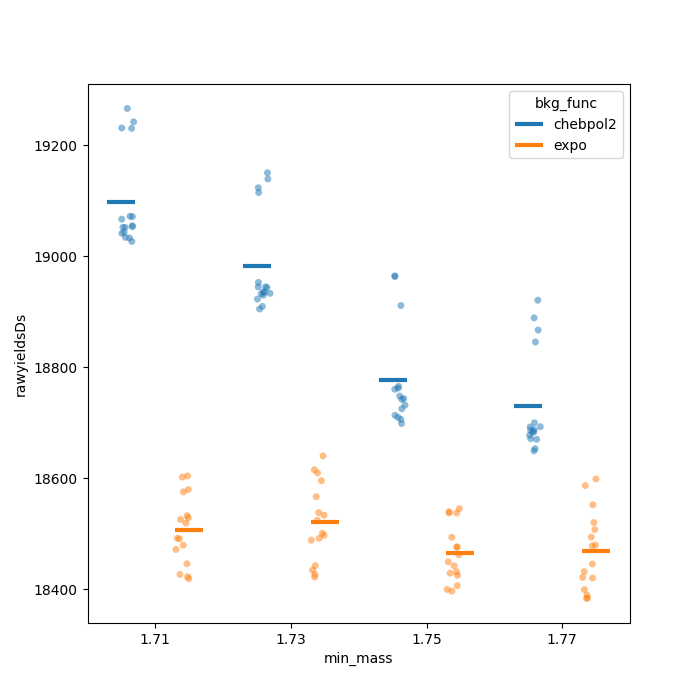 bkg_func
chebpol2
expo
19200
19000
18800
18600
18400
rawyieldsDs
1.71 1.73 1.75 1.77
min_mass